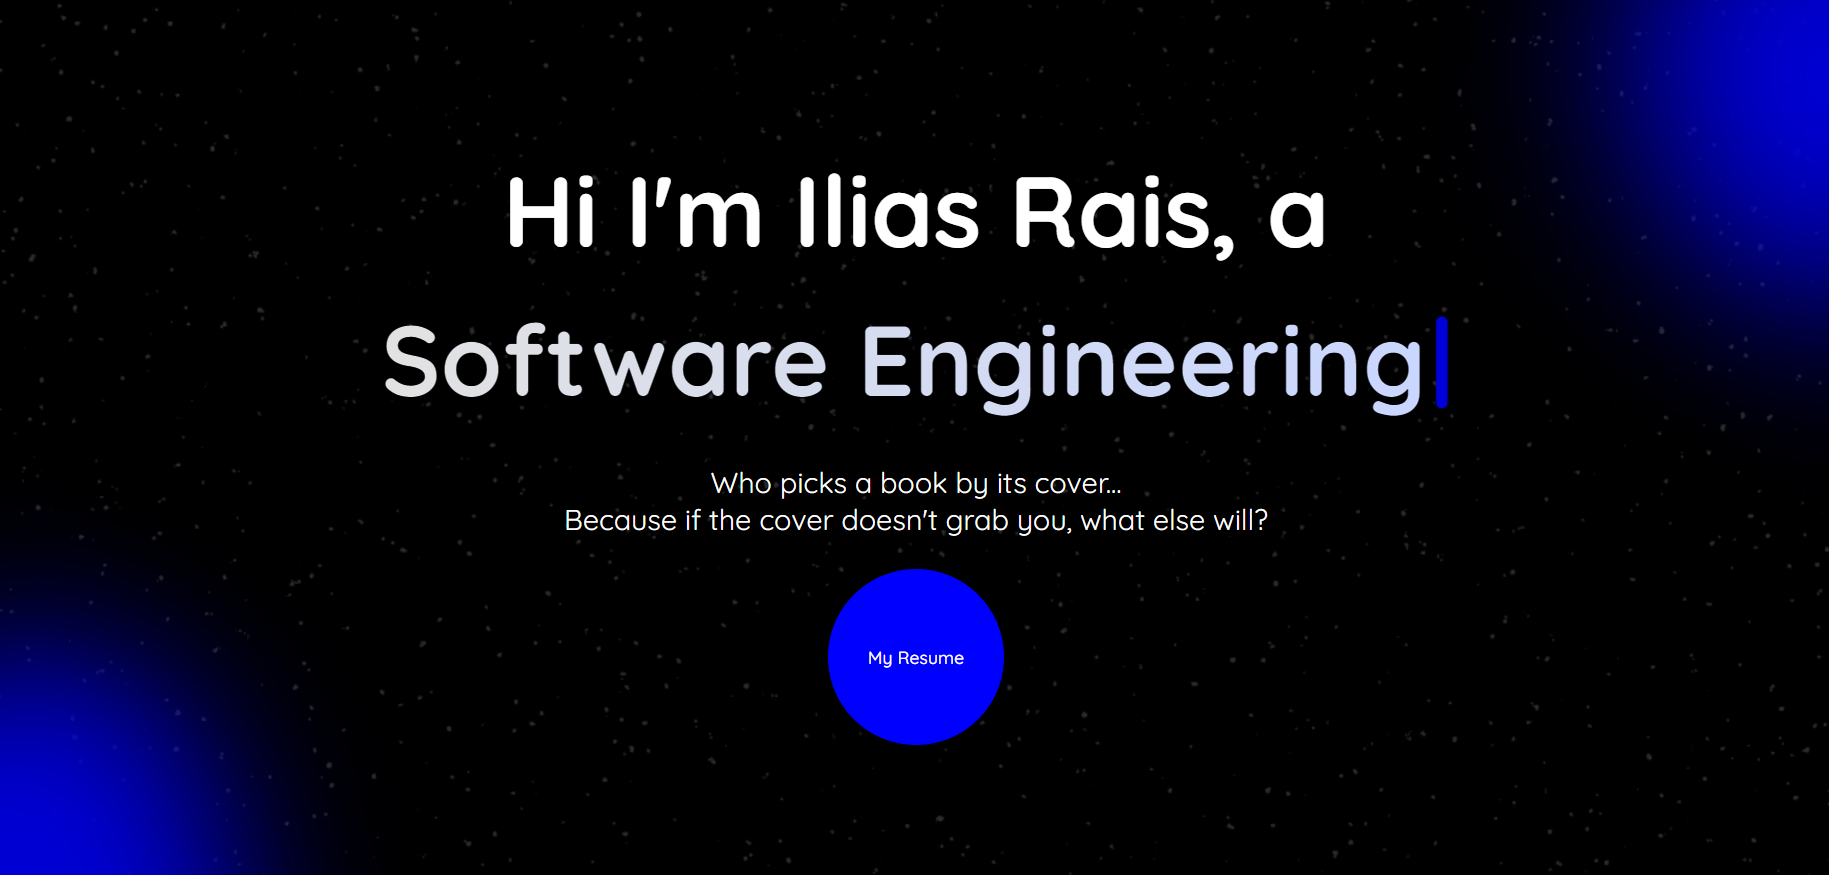 Hi I'm Ilias Rais, a
Software Engineering
Who picks a book by its cover...
Because if the cover doesn't grab you, what else will?
My Resume